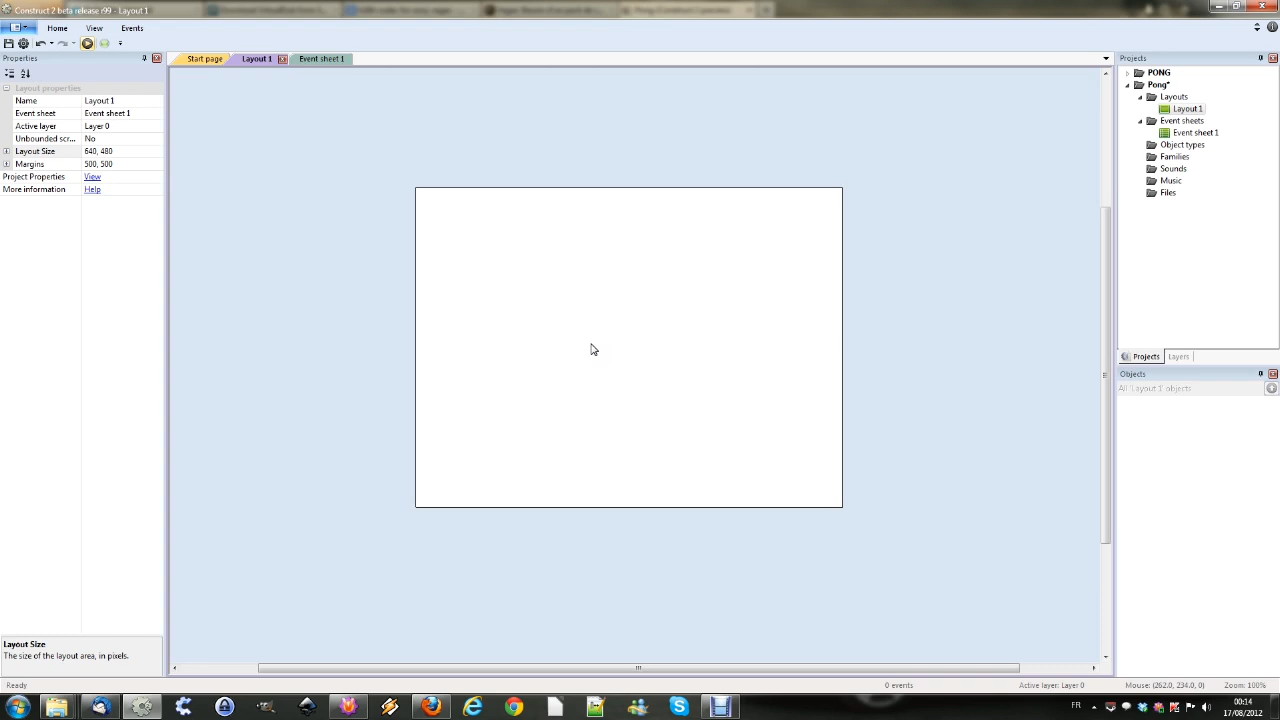 Construct 2 beta release r99 - Layout 1
Home View Events
Properties
Start page Layout 1 Event sheet 1
Projects
Layout properties
Name Layout 1
Event sheet Event sheet 1
Active layer Layer 0
Unbounded scr... No
Layout Size 640, 480
Margins 500, 500
Project Properties View
More information Help
PONG
Pong*
Layouts
Layout 1
Event sheets
Event sheet 1
Object types
Families
Sounds
Music
Files
Projects Layers
Objects
All 'Layout 1' objects
Layout Size
The size of the layout area, in pixels.
Ready 0 events Active layer: Layer 0 Mouse: (262.0, 234.0, 0) Zoom: 100%
FR 00:14
17/08/2012